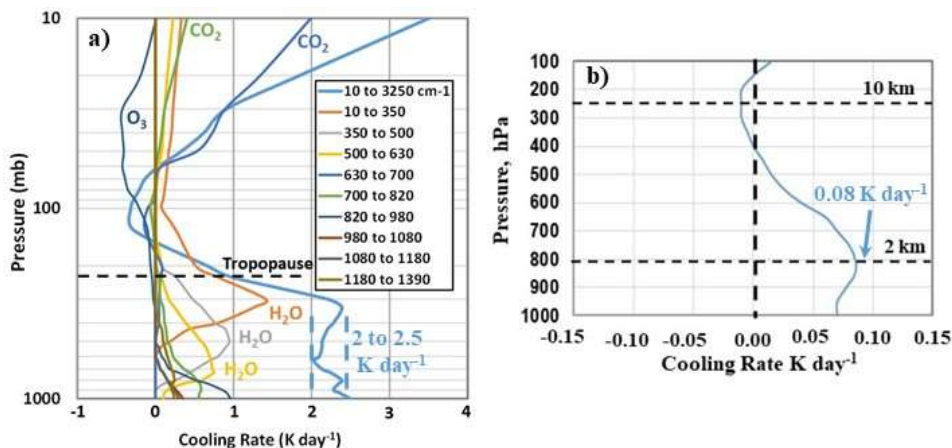 a)
10
100
1000
Pressure (mb)
-1
0
1
2
3
4
Cooling Rate (K day⁻¹)
CO₂
CO₂
O₃
10 to 3250 cm-1
10 to 350
350 to 500
500 to 630
630 to 700
700 to 820
820 to 980
980 to 1080
1080 to 1180
1180 to 1390
Tropopause
H₂O
H₂O
H₂O
2 to 2.5
K day⁻¹
b)
100
200
300
400
500
600
700
800
900
1000
Pressure, hPa
10 km
0.08 K day⁻¹
2 km
-0.15
-0.10
-0.05
0.00
0.05
0.10
0.15
Cooling Rate K day⁻¹